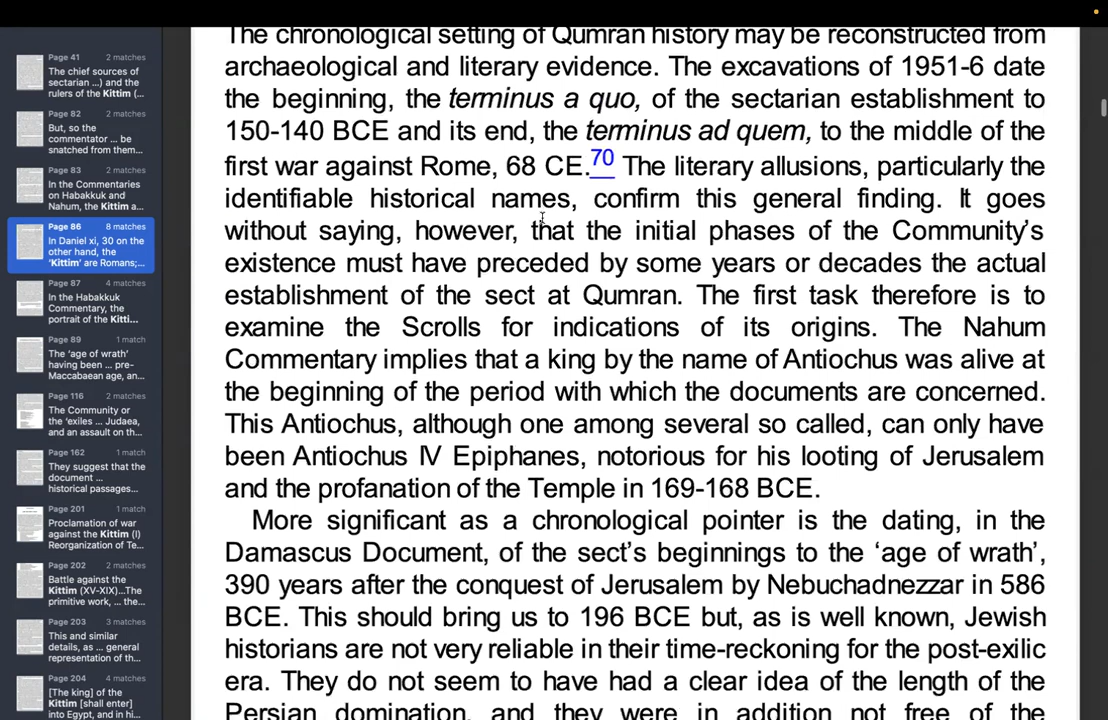 Page 41 2 matches
The chief sources of
sectarian ...) and the
rulers of the Kittim (...
Page 82 2 matches
But, so the
commentator ... be
snatched from them...
Page 83 2 matches
In the Commentaries
on Habakkuk and
Nahum, the Kittim a...
Page 86 8 matches
In Daniel xi, 30 on the
other hand, the
‘Kittim’ are Romans;...
Page 87 4 matches
In the Habakkuk
Commentary, the
portrait of the Kitti...
Page 89 1 match
The ‘age of wrath’
having been ... pre-
Maccabaean age, an...
Page 116 2 matches
The Community or
the ‘exiles ... Judaea,
and an assault on th...
Page 162 1 match
They suggest that the
document ...
historical passages...
Page 201 1 match
Proclamation of war
against the Kittim (I)
Reorganization of Te...
Page 202 2 matches
Battle against the
Kittim (XV-XIX)...The
primitive work, ... the...
Page 203 3 matches
This and similar
details, as ... general
representation of th...
Page 204 4 matches
[The king] of the
Kittim [shall enter]
into Egypt, and in hi...
The chronological setting of Qumran history may be reconstructed from
archaeological and literary evidence. The excavations of 1951-6 date
the beginning, the terminus a quo, of the sectarian establishment to
150-140 BCE and its end, the terminus ad quem, to the middle of the
first war against Rome, 68 CE.70 The literary allusions, particularly the
identifiable historical names, confirm this general finding. It goes
without saying, however, that the initial phases of the Community’s
existence must have preceded by some years or decades the actual
establishment of the sect at Qumran. The first task therefore is to
examine the Scrolls for indications of its origins. The Nahum
Commentary implies that a king by the name of Antiochus was alive at
the beginning of the period with which the documents are concerned.
This Antiochus, although one among several so called, can only have
been Antiochus IV Epiphanes, notorious for his looting of Jerusalem
and the profanation of the Temple in 169-168 BCE.
More significant as a chronological pointer is the dating, in the
Damascus Document, of the sect’s beginnings to the ‘age of wrath’,
390 years after the conquest of Jerusalem by Nebuchadnezzar in 586
BCE. This should bring us to 196 BCE but, as is well known, Jewish
historians are not very reliable in their time-reckoning for the post-exilic
era. They do not seem to have had a clear idea of the length of the
Persian domination, and they were in addition not free of the